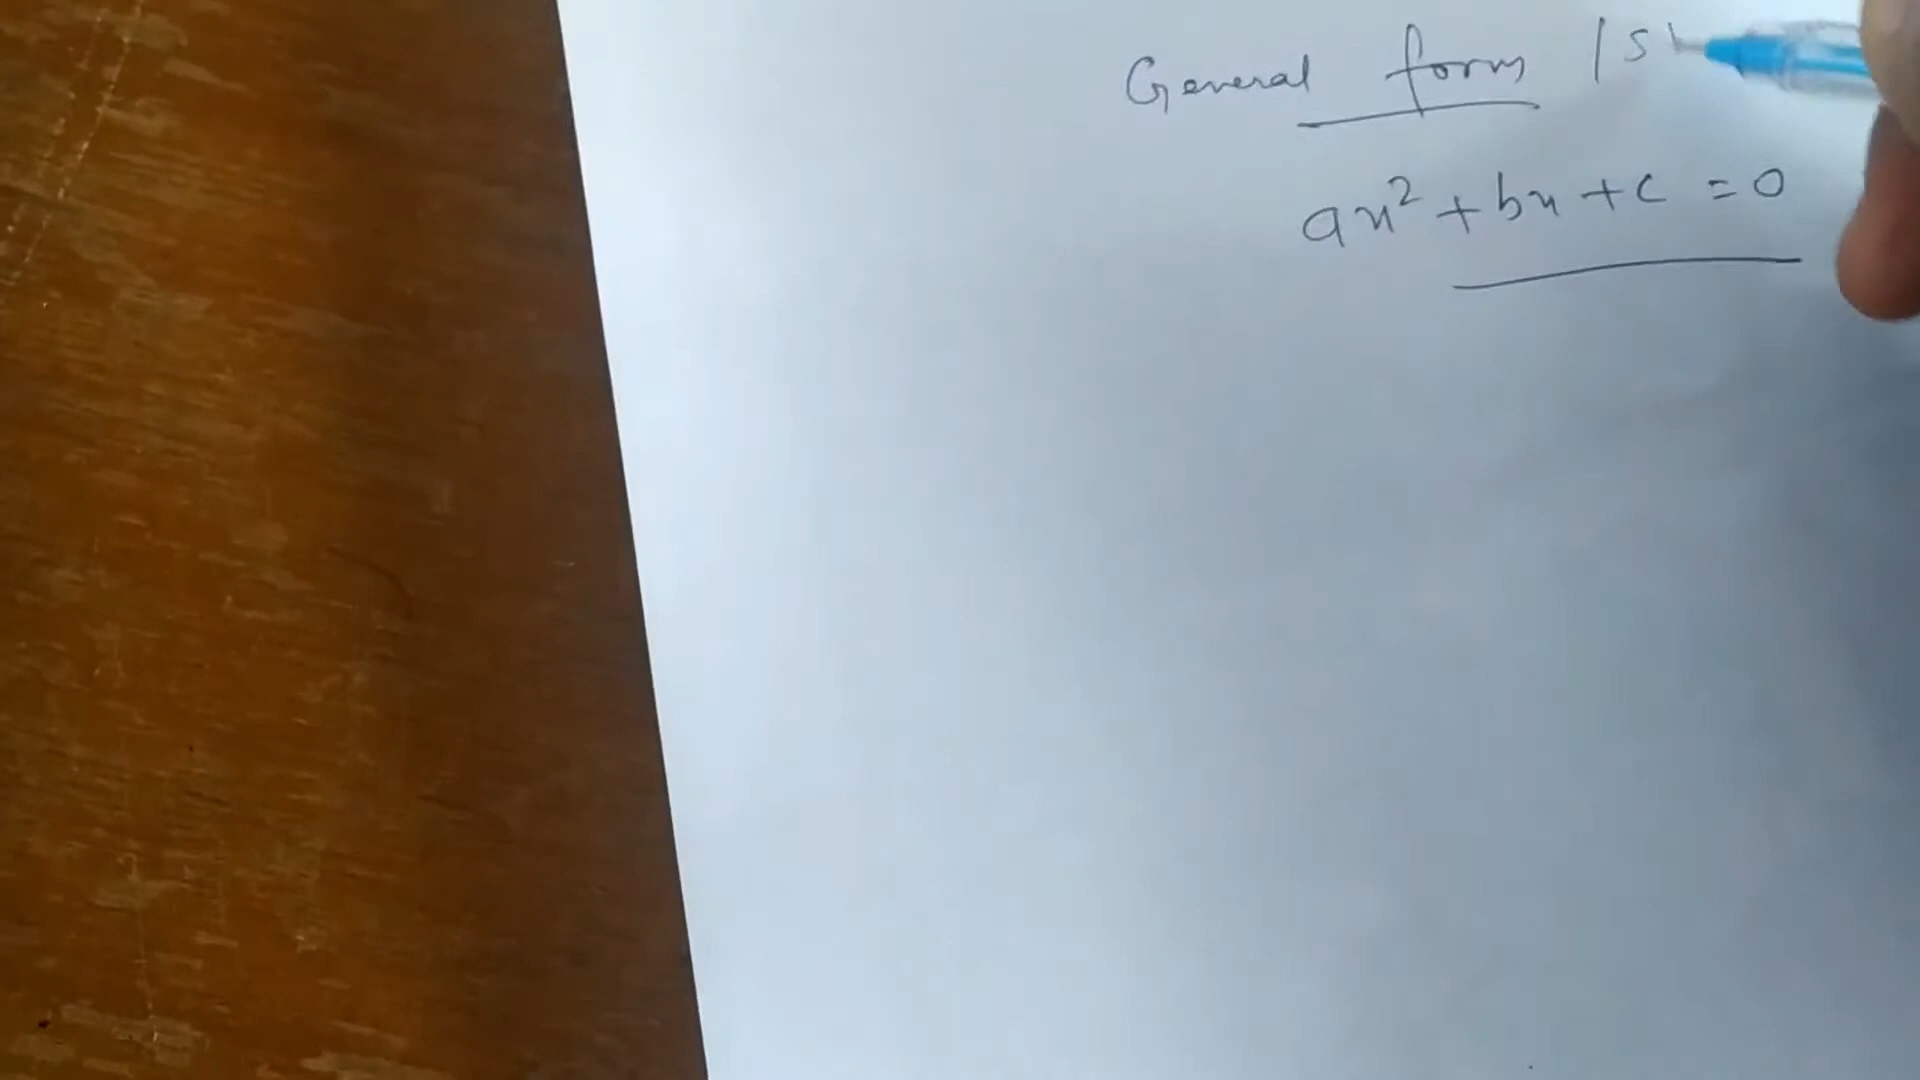 General form / S
ax² + bx + c = 0